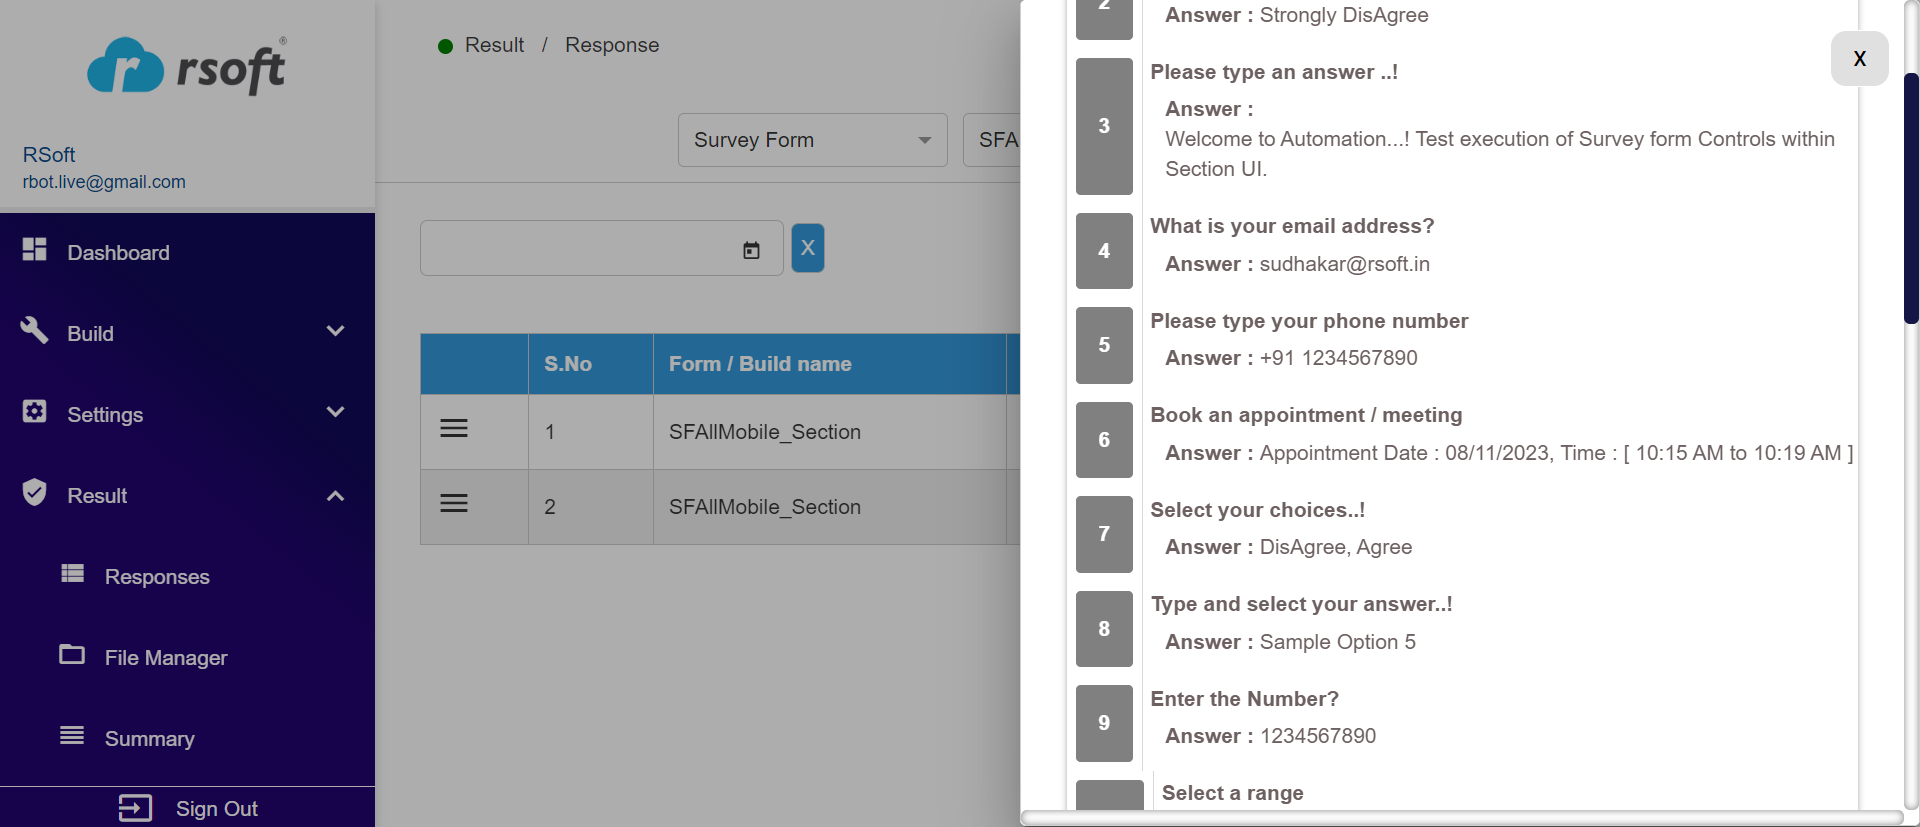 rsoft®
RSoft
rbot.live@gmail.com
Dashboard
Build
Settings
Result
Responses
File Manager
Summary
Sign Out
Result / Response
Survey Form
SFA
X
S.No
Form / Build name
1
SFAllMobile_Section
2
SFAllMobile_Section
X
2
Answer : Strongly DisAgree
3
Please type an answer ..!
Answer :
Welcome to Automation...! Test execution of Survey form Controls within
Section UI.
4
What is your email address?
Answer : sudhakar@rsoft.in
5
Please type your phone number
Answer : +91 1234567890
6
Book an appointment / meeting
Answer : Appointment Date : 08/11/2023, Time : [ 10:15 AM to 10:19 AM ]
7
Select your choices..!
Answer : DisAgree, Agree
8
Type and select your answer..!
Answer : Sample Option 5
9
Enter the Number?
Answer : 1234567890
Select a range